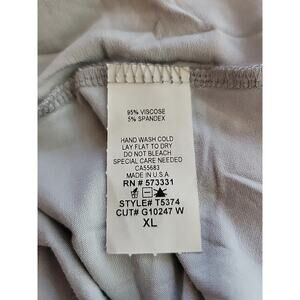 95% VISCOSE
5% SPANDEX
HAND WASH COLD
LAY FLAT TO DRY
DO NOT BLEACH
SPECIAL CARE NEEDED
CA55683
MADE IN U.S.A
RN # 573331
STYLE# T5374
CUT# G10247 W
XL